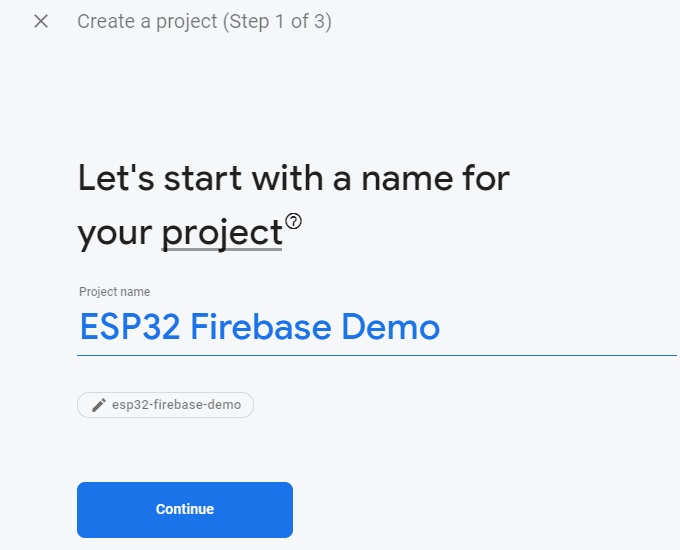 Create a project (Step 1 of 3)
Let's start with a name for
your project
Project name
ESP32 Firebase Demo
esp32-firebase-demo
Continue